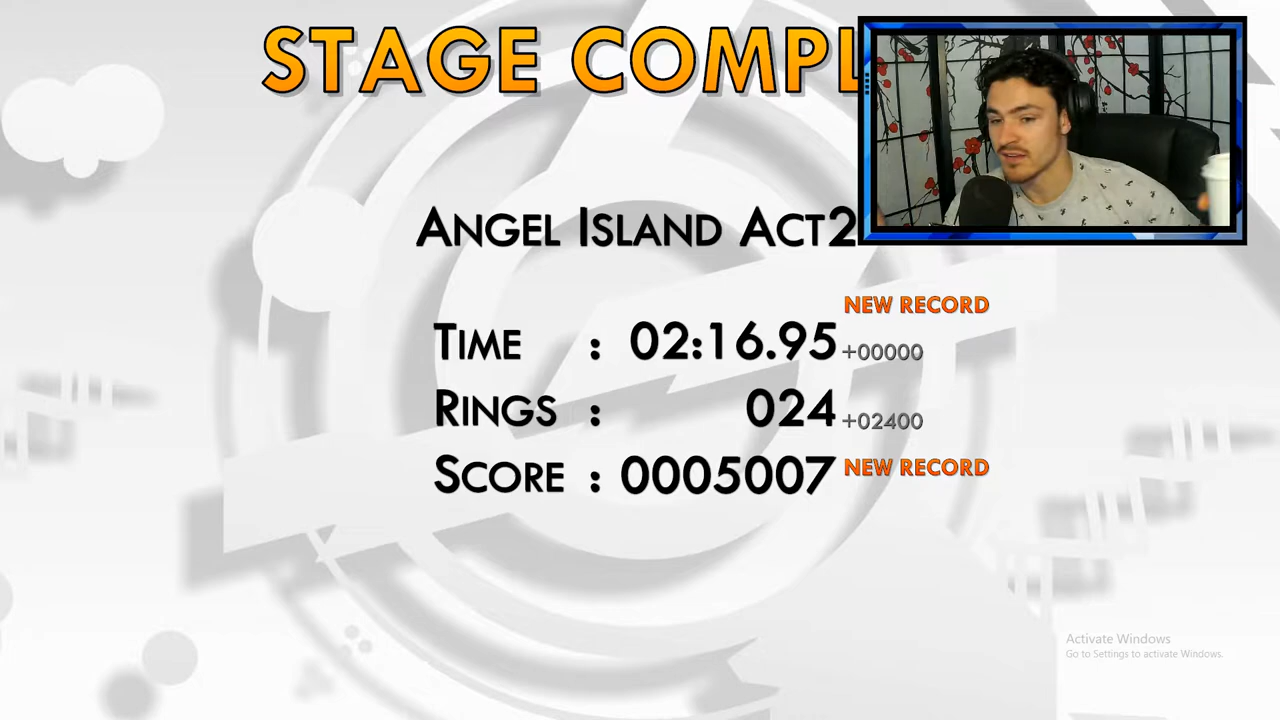 STAGE COMPL
ANGEL ISLAND ACT2
NEW RECORD
TIME : 02:16.95 +00000
RINGS : 024 +02400
SCORE : 0005007 NEW RECORD
Activate Windows
Go to Settings to activate Windows.